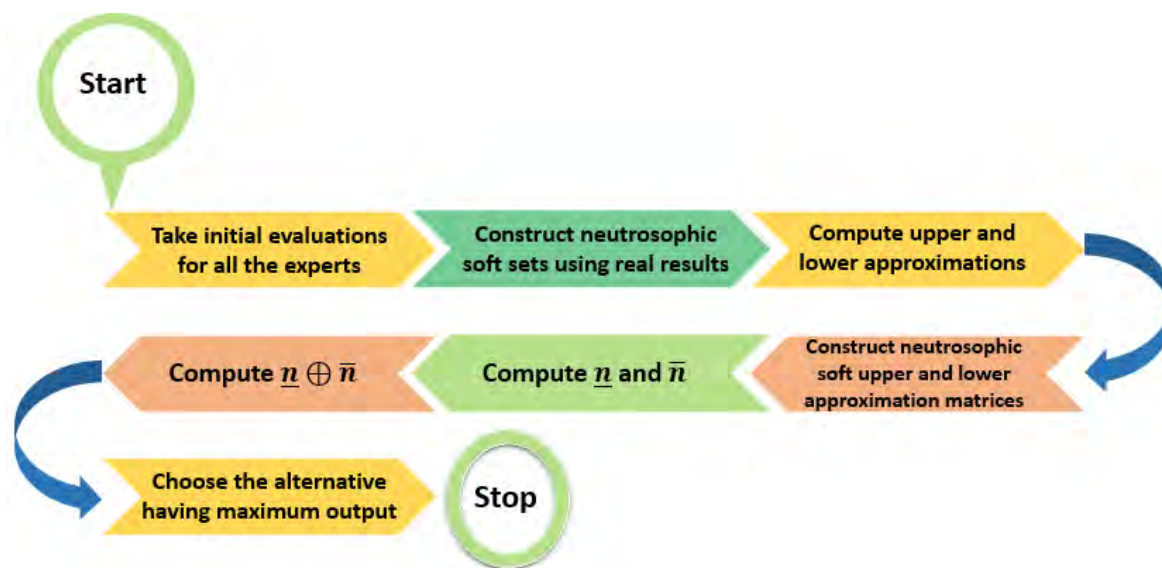 Start
Take initial evaluations
for all the experts
Construct neutrosophic
soft sets using real results
Compute upper and
lower approximations
Construct neutrosophic
soft upper and lower
approximation matrices
Compute n̲ and n̅
Compute n̲ ⊕ n̅
Choose the alternative
having maximum output
Stop